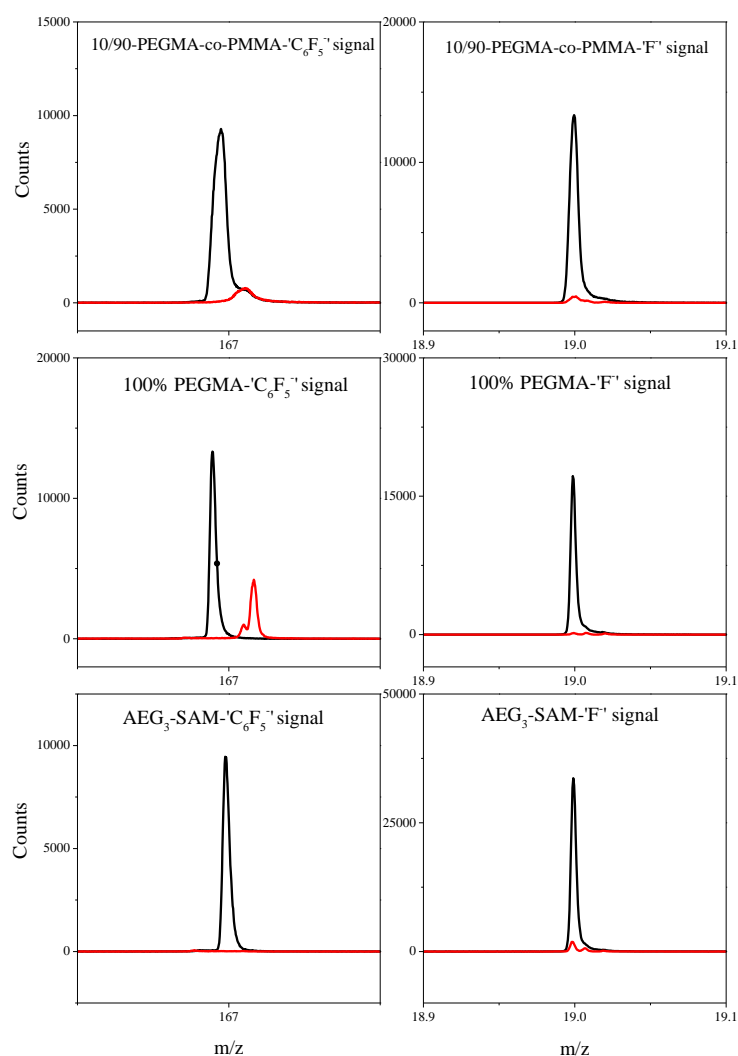 10/90-PEGMA-co-PMMA-'C₆F₅⁻' signal
15000
10000
5000
0
Counts
167
10/90-PEGMA-co-PMMA-'F⁻' signal
20000
10000
0
18.9 19.0 19.1
100% PEGMA-'C₆F₅⁻' signal
20000
10000
0
Counts
167
100% PEGMA-'F⁻' signal
30000
15000
0
18.9 19.0 19.1
AEG₃-SAM-'C₆F₅⁻' signal
10000
5000
0
Counts
167
m/z
AEG₃-SAM-'F⁻' signal
50000
25000
0
18.9 19.0 19.1
m/z